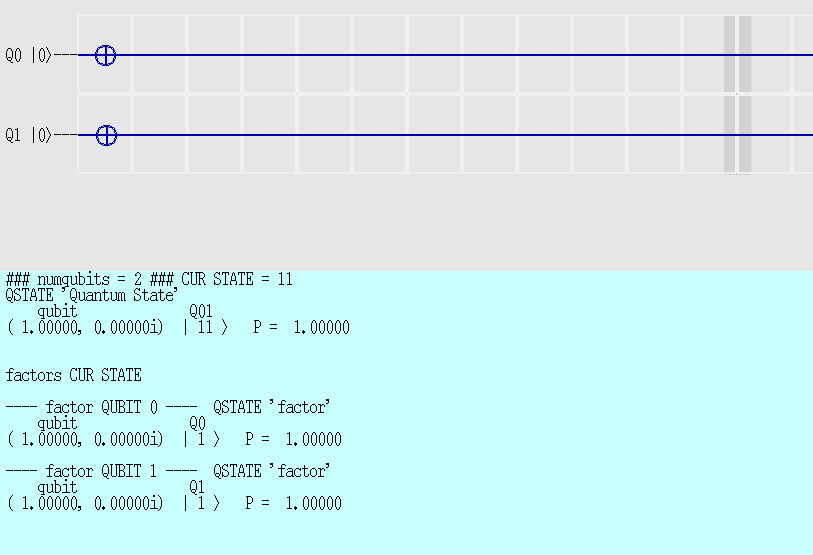 Q0 |0⟩---
Q1 |0⟩---
### numqubits = 2 ### CUR STATE = 11
QSTATE 'Quantum State'
qubit Q01
( 1.00000, 0.00000i) | 11 ⟩ P = 1.00000
factors CUR STATE
---- factor QUBIT 0 ---- QSTATE 'factor'
qubit Q0
( 1.00000, 0.00000i) | 1 ⟩ P = 1.00000
---- factor QUBIT 1 ---- QSTATE 'factor'
qubit Q1
( 1.00000, 0.00000i) | 1 ⟩ P = 1.00000